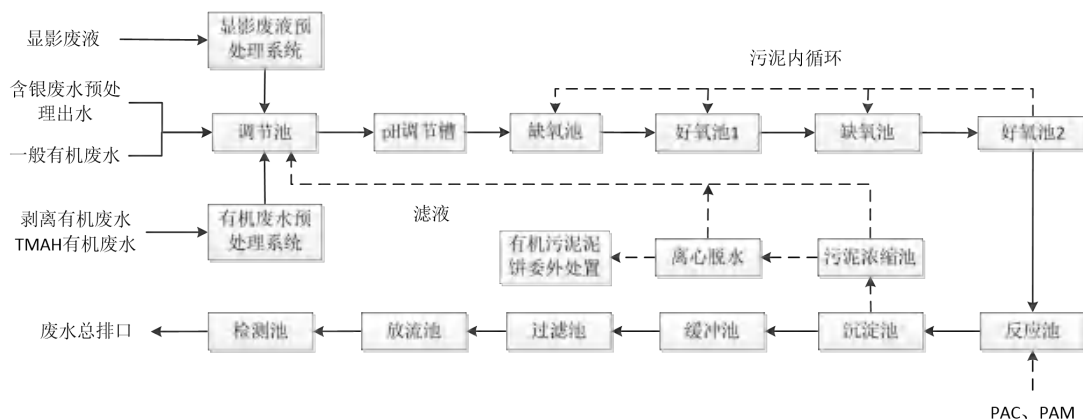 显影废液
显影废液预
处理系统
污泥内循环
含银废水预处
理出水
一般有机废水
调节池
pH调节槽
缺氧池
好氧池1
缺氧池
好氧池2
剥离有机废水
TMAH有机废水
有机废水预
处理系统
滤液
有机污泥泥
饼委外处置
离心脱水
污泥浓缩池
废水总排口
检测池
放流池
过滤池
缓冲池
沉淀池
反应池
PAC、PAM